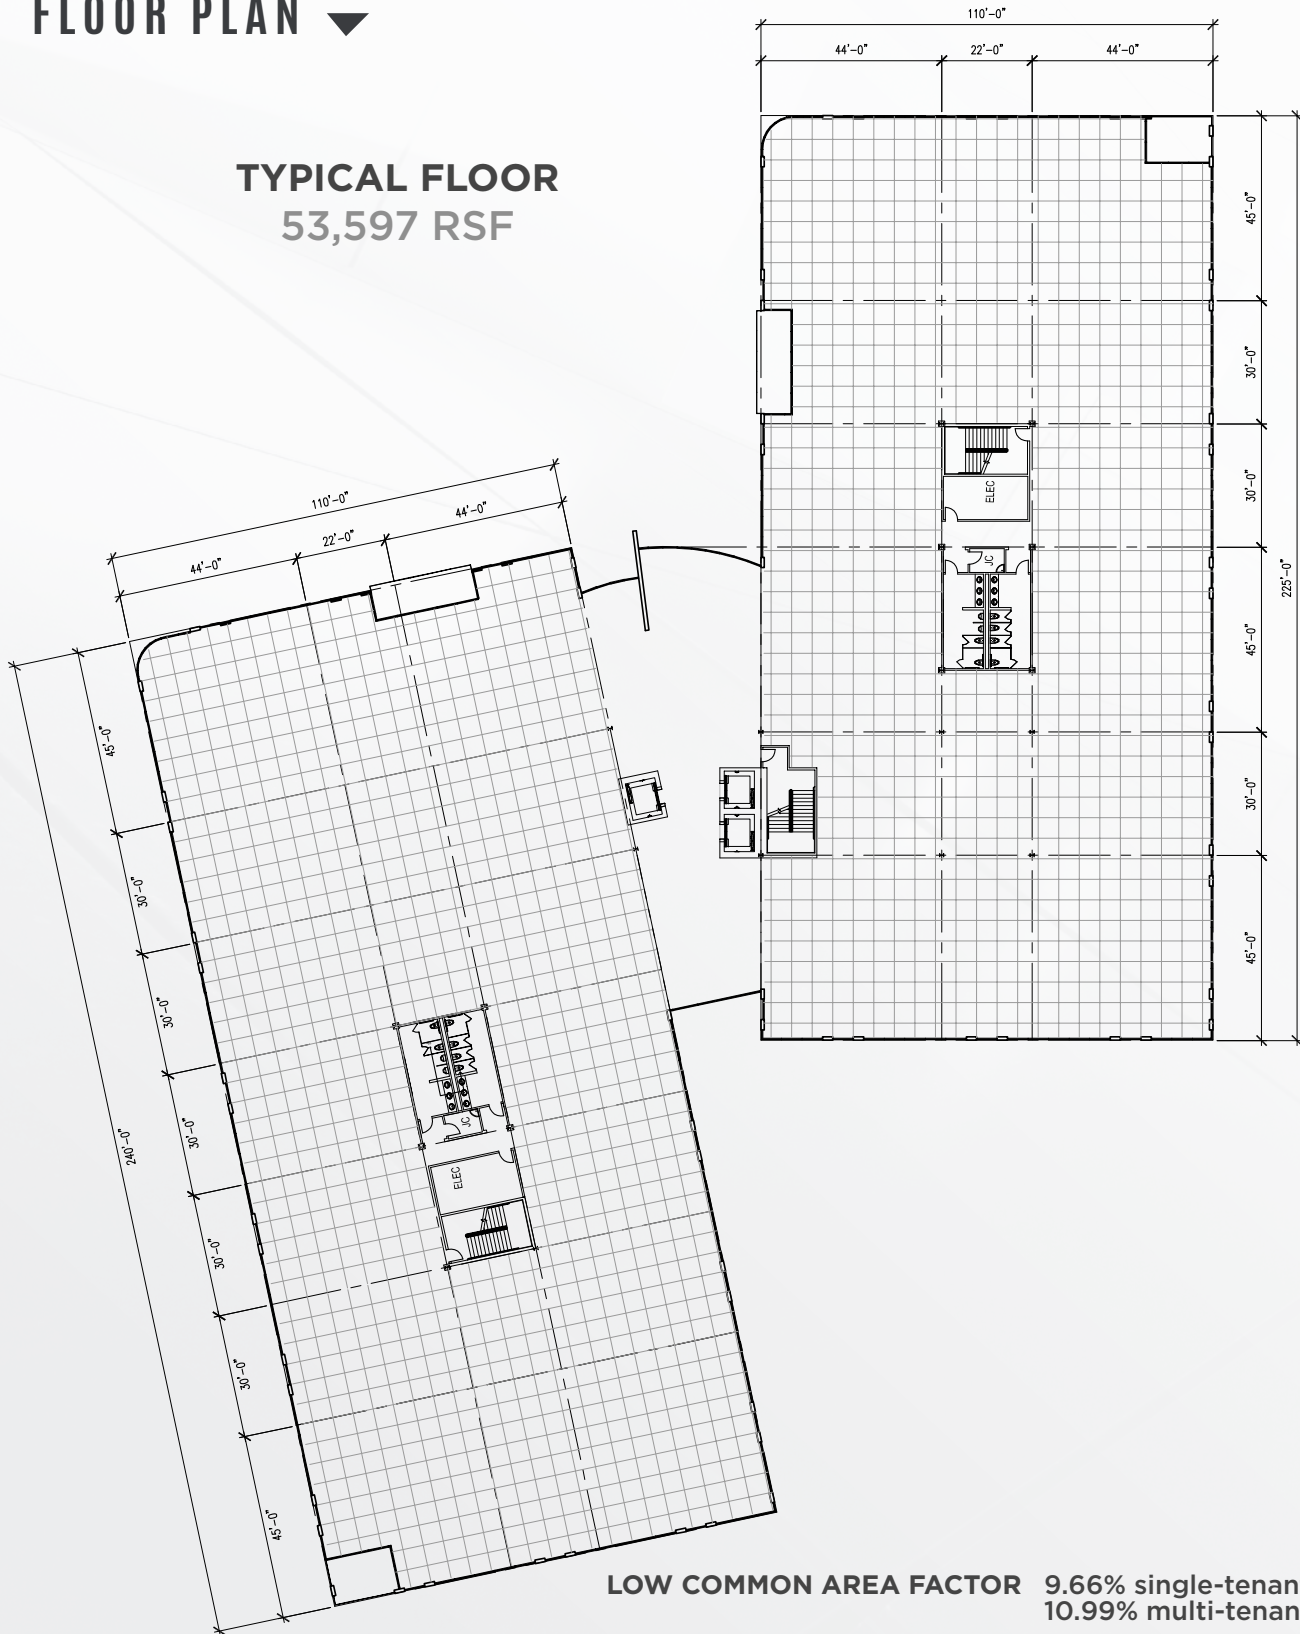 FLOOR PLAN
110'-0"
44'-0"
22'-0"
44'-0"
TYPICAL FLOOR
53,597 RSF
45'-0"
30'-0"
30'-0"
45'-0"
30'-0"
45'-0"
225'-0"
ELEC
JC
110'-0"
44'-0"
22'-0"
44'-0"
45'-0"
30'-0"
30'-0"
30'-0"
30'-0"
30'-0"
45'-0"
240'-0"
JC
ELEC
LOW COMMON AREA FACTOR 9.66% single-tenan
10.99% multi-tenan